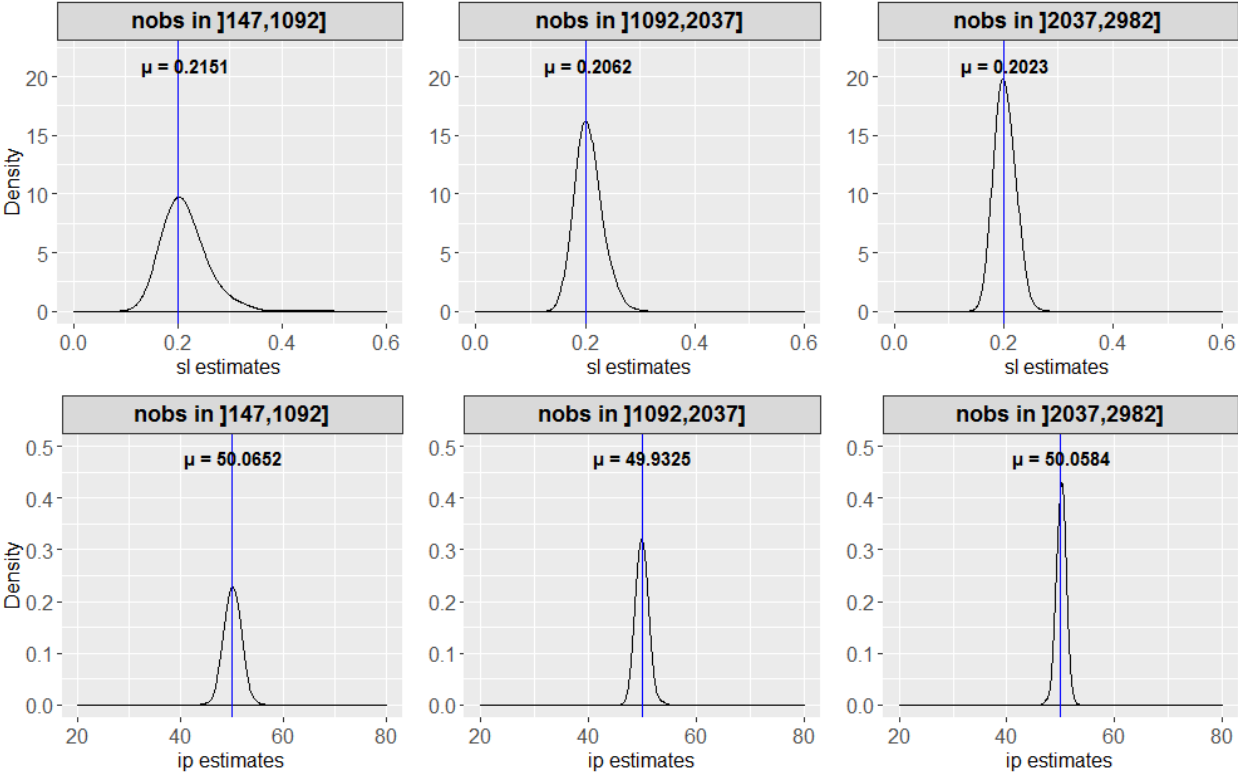 nobs in ]147,1092] nobs in ]1092,2037] nobs in ]2037,2982]
μ = 0.2151 μ = 0.2062 μ = 0.2023
20 20 20
15 15 15
Density
10 10 10
5 5 5
0 0 0
0.0 0.2 0.4 0.6 0.0 0.2 0.4 0.6 0.0 0.2 0.4 0.6
sl estimates sl estimates sl estimates
nobs in ]147,1092] nobs in ]1092,2037] nobs in ]2037,2982]
0.5 0.5 0.5
μ = 50.0652 μ = 49.9325 μ = 50.0584
0.4 0.4 0.4
0.3 0.3 0.3
Density
0.2 0.2 0.2
0.1 0.1 0.1
0.0 0.0 0.0
20 40 60 80 20 40 60 80 20 40 60 80
ip estimates ip estimates ip estimates